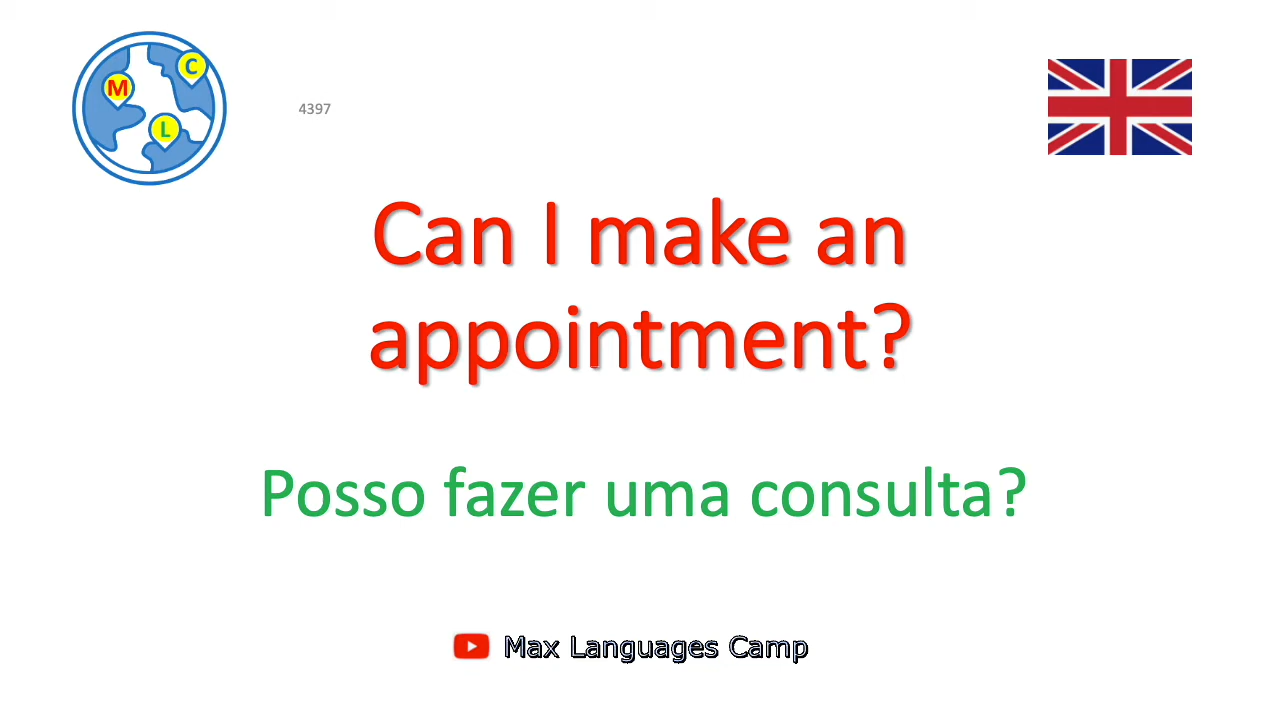 C
M
4397
L
Can I make an
appointment?
Posso fazer uma consulta?
Max Languages Camp